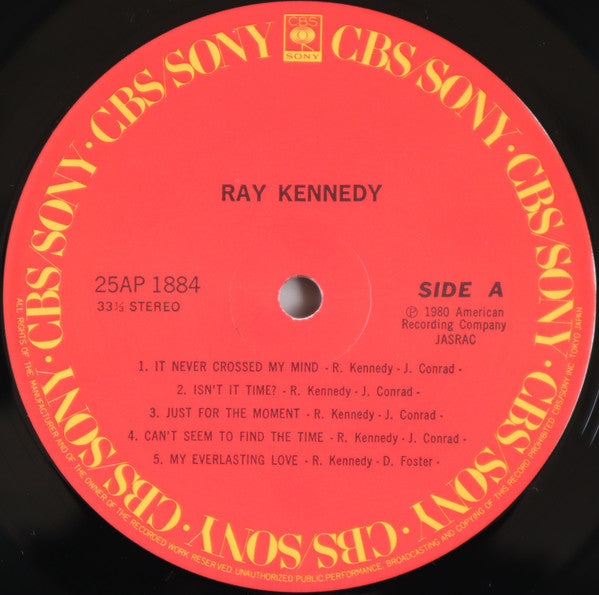 CBS
SONY
CBS/SONY · CBS/SONY · CBS/SONY · CBS/SONY · CBS/SONY · CBS/SONY · CBS/SONY · CBS/SONY
RAY KENNEDY
25AP 1884
33⅓ STEREO
SIDE A
Ⓟ 1980 American
Recording Company
JASRAC
1. IT NEVER CROSSED MY MIND - R. Kennedy - J. Conrad -
2. ISN'T IT TIME? - R. Kennedy - J. Conrad -
3. JUST FOR THE MOMENT - R. Kennedy - J. Conrad -
4. CAN'T SEEM TO FIND THE TIME - R. Kennedy - J. Conrad -
5. MY EVERLASTING LOVE - R. Kennedy - D. Foster -
ALL RIGHTS OF THE MANUFACTURER AND OF THE OWNER OF THE RECORDED WORK RESERVED. UNAUTHORIZED PUBLIC PERFORMANCE, BROADCASTING AND COPYING OF THIS RECORD PROHIBITED. CBS/SONY INC. TOKYO JAPAN